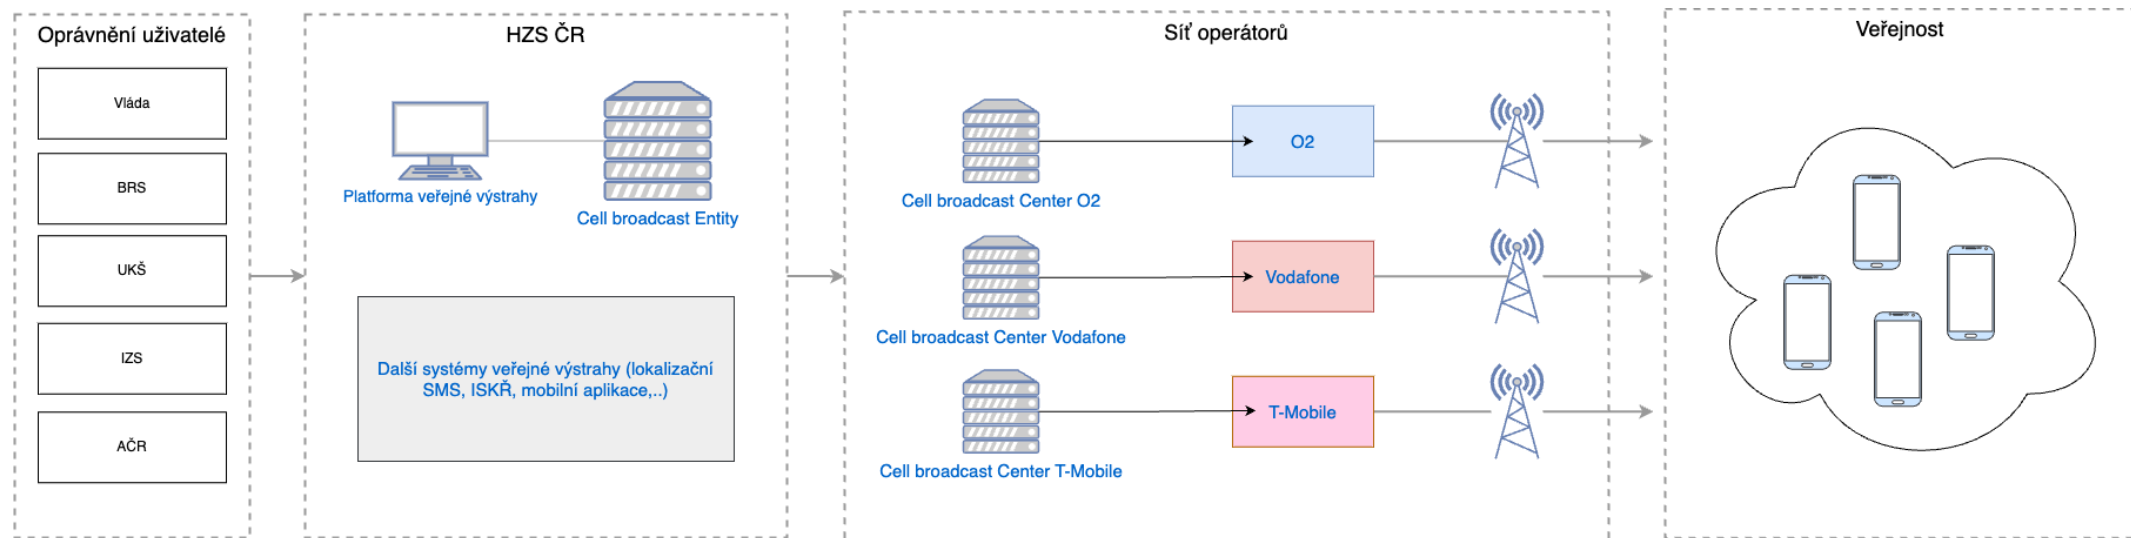 Oprávnění uživatelé
Vláda
BRS
UKŠ
IZS
AČR
HZS ČR
Platforma veřejné výstrahy
Cell broadcast Entity
Další systémy veřejné výstrahy (lokalizační
SMS, ISKŘ, mobilní aplikace,..)
Síť operátorů
Cell broadcast Center O2
O2
Cell broadcast Center Vodafone
Vodafone
Cell broadcast Center T-Mobile
T-Mobile
Veřejnost